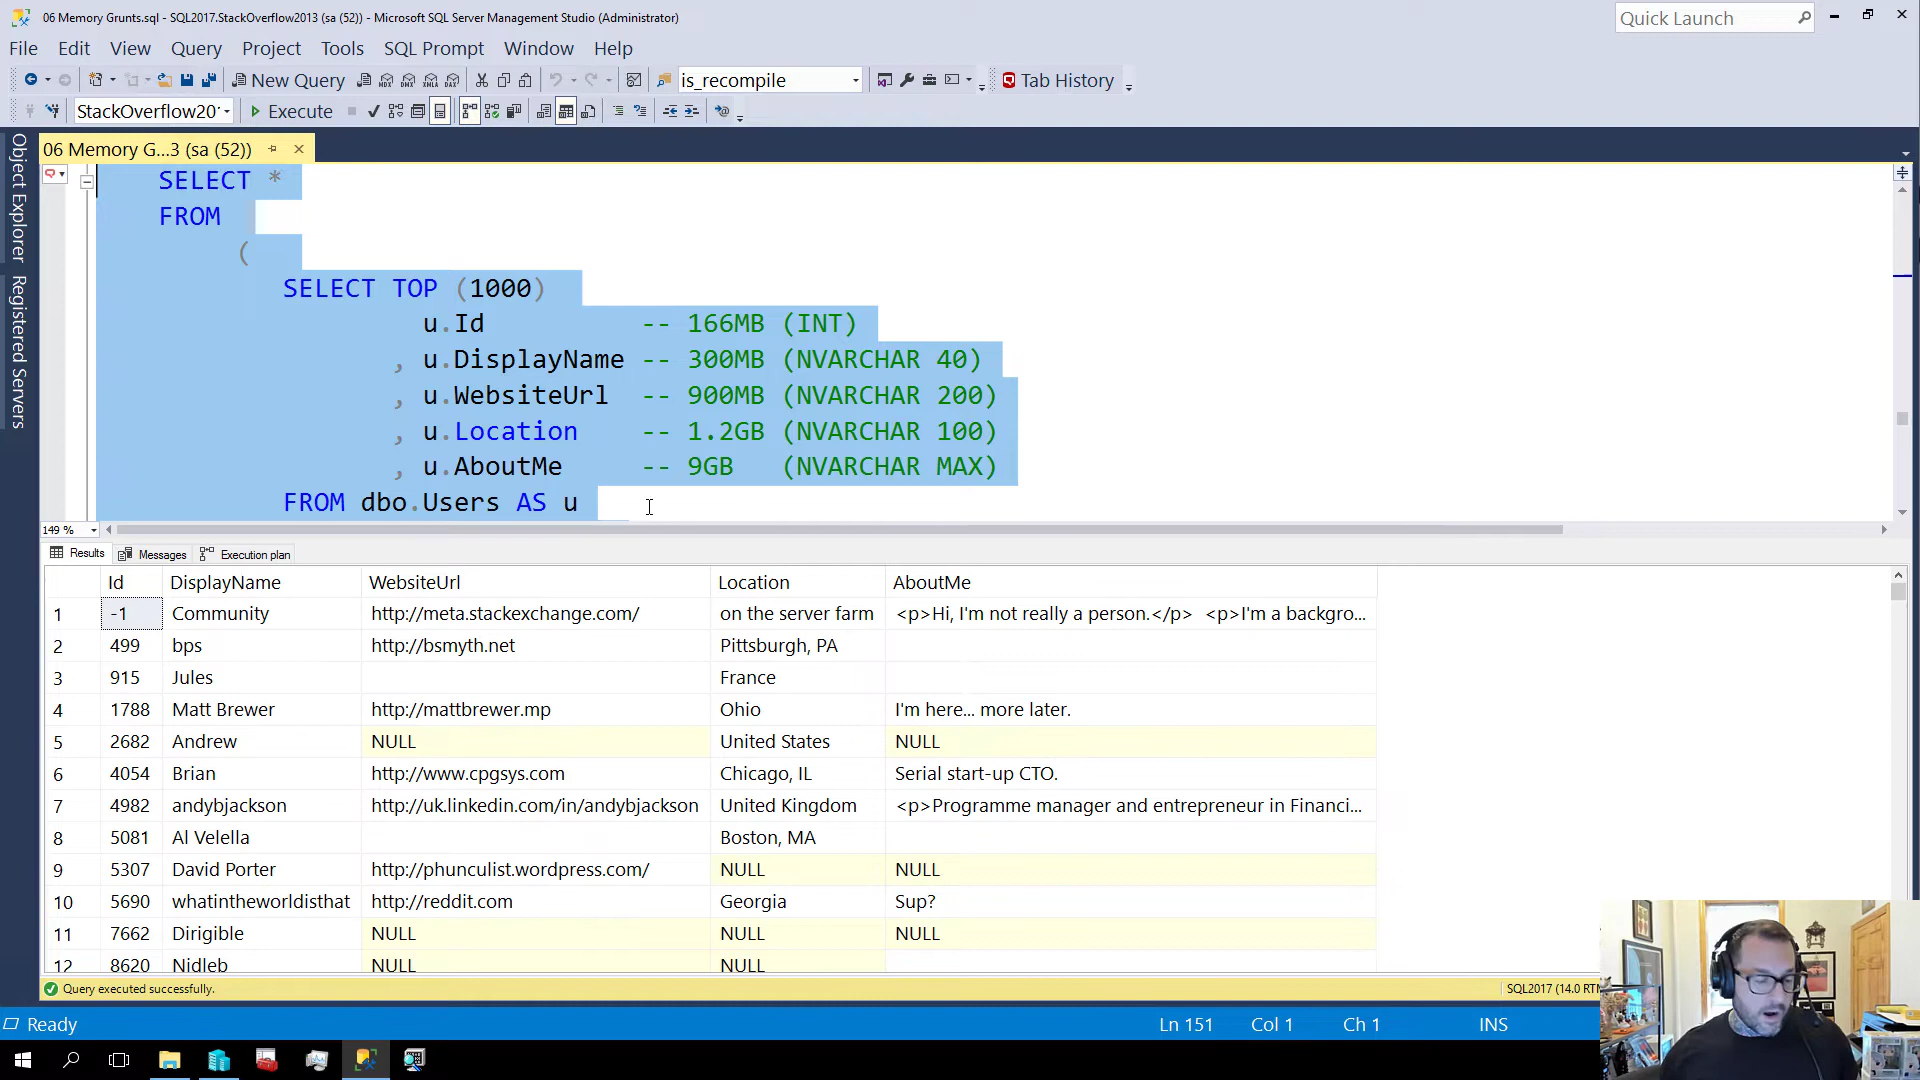 06 Memory Grunts.sql - SQL2017.StackOverflow2013 (sa (52)) - Microsoft SQL Server Management Studio (Administrator)
Quick Launch
File Edit View Query Project Tools SQL Prompt Window Help
New Query
is_recompile
Tab History
StackOverflow20
Execute
06 Memory G...3 (sa (52))
Object Explorer
Registered Servers
SELECT *
FROM
(
SELECT TOP (1000)
u.Id -- 166MB (INT)
, u.DisplayName -- 300MB (NVARCHAR 40)
, u.WebsiteUrl -- 900MB (NVARCHAR 200)
, u.Location -- 1.2GB (NVARCHAR 100)
, u.AboutMe -- 9GB (NVARCHAR MAX)
FROM dbo.Users AS u
149 %
Results Messages Execution plan
Id DisplayName WebsiteUrl Location AboutMe
1 -1 Community http://meta.stackexchange.com/ on the server farm <p>Hi, I'm not really a person.</p> <p>I'm a backgro...
2 499 bps http://bsmyth.net Pittsburgh, PA
3 915 Jules France
4 1788 Matt Brewer http://mattbrewer.mp Ohio I'm here... more later.
5 2682 Andrew NULL United States NULL
6 4054 Brian http://www.cpgsys.com Chicago, IL Serial start-up CTO.
7 4982 andybjackson http://uk.linkedin.com/in/andybjackson United Kingdom <p>Programme manager and entrepreneur in Financi...
8 5081 Al Velella Boston, MA
9 5307 David Porter http://phunculist.wordpress.com/ NULL NULL
10 5690 whatintheworldisthat http://reddit.com Georgia Sup?
11 7662 Dirigible NULL NULL NULL
12 8620 Nidleb NULL NULL
Query executed successfully.
SQL2017 (14.0 RTM
Ready
Ln 151 Col 1 Ch 1 INS